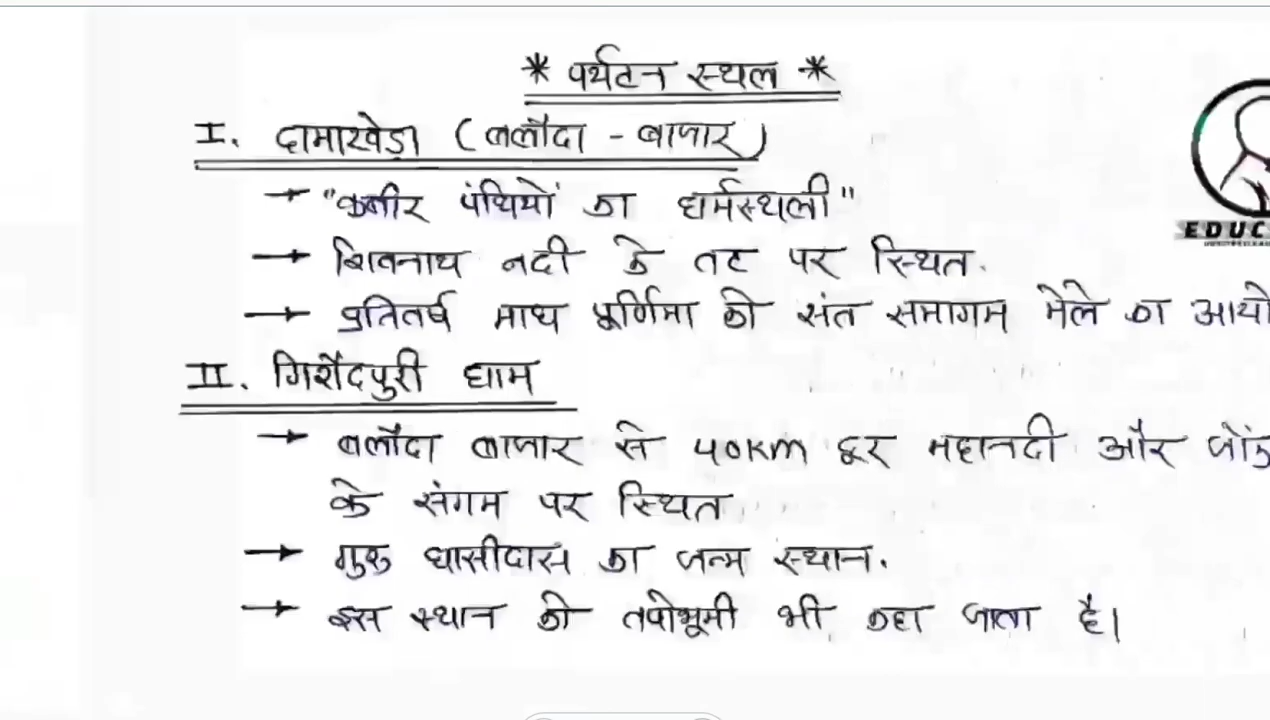 * पर्यटन स्थल *
I. दामाखेड़ा (बलौदा - बाजार)
→ "कबीर पंथियों का धर्मस्थली"
→ शिवनाथ नदी के तट पर स्थित.
→ प्रतिवर्ष माघ पूर्णिमा को संत समागम मेले का आयो
EDUC
II. गिरौदपुरी धाम
→ बलौदा बाजार से 40km दूर महानदी और जोंक
के संगम पर स्थित
→ गुरु घासीदास का जन्म स्थान.
→ इस स्थान को तपोभूमी भी कहा जाता है।